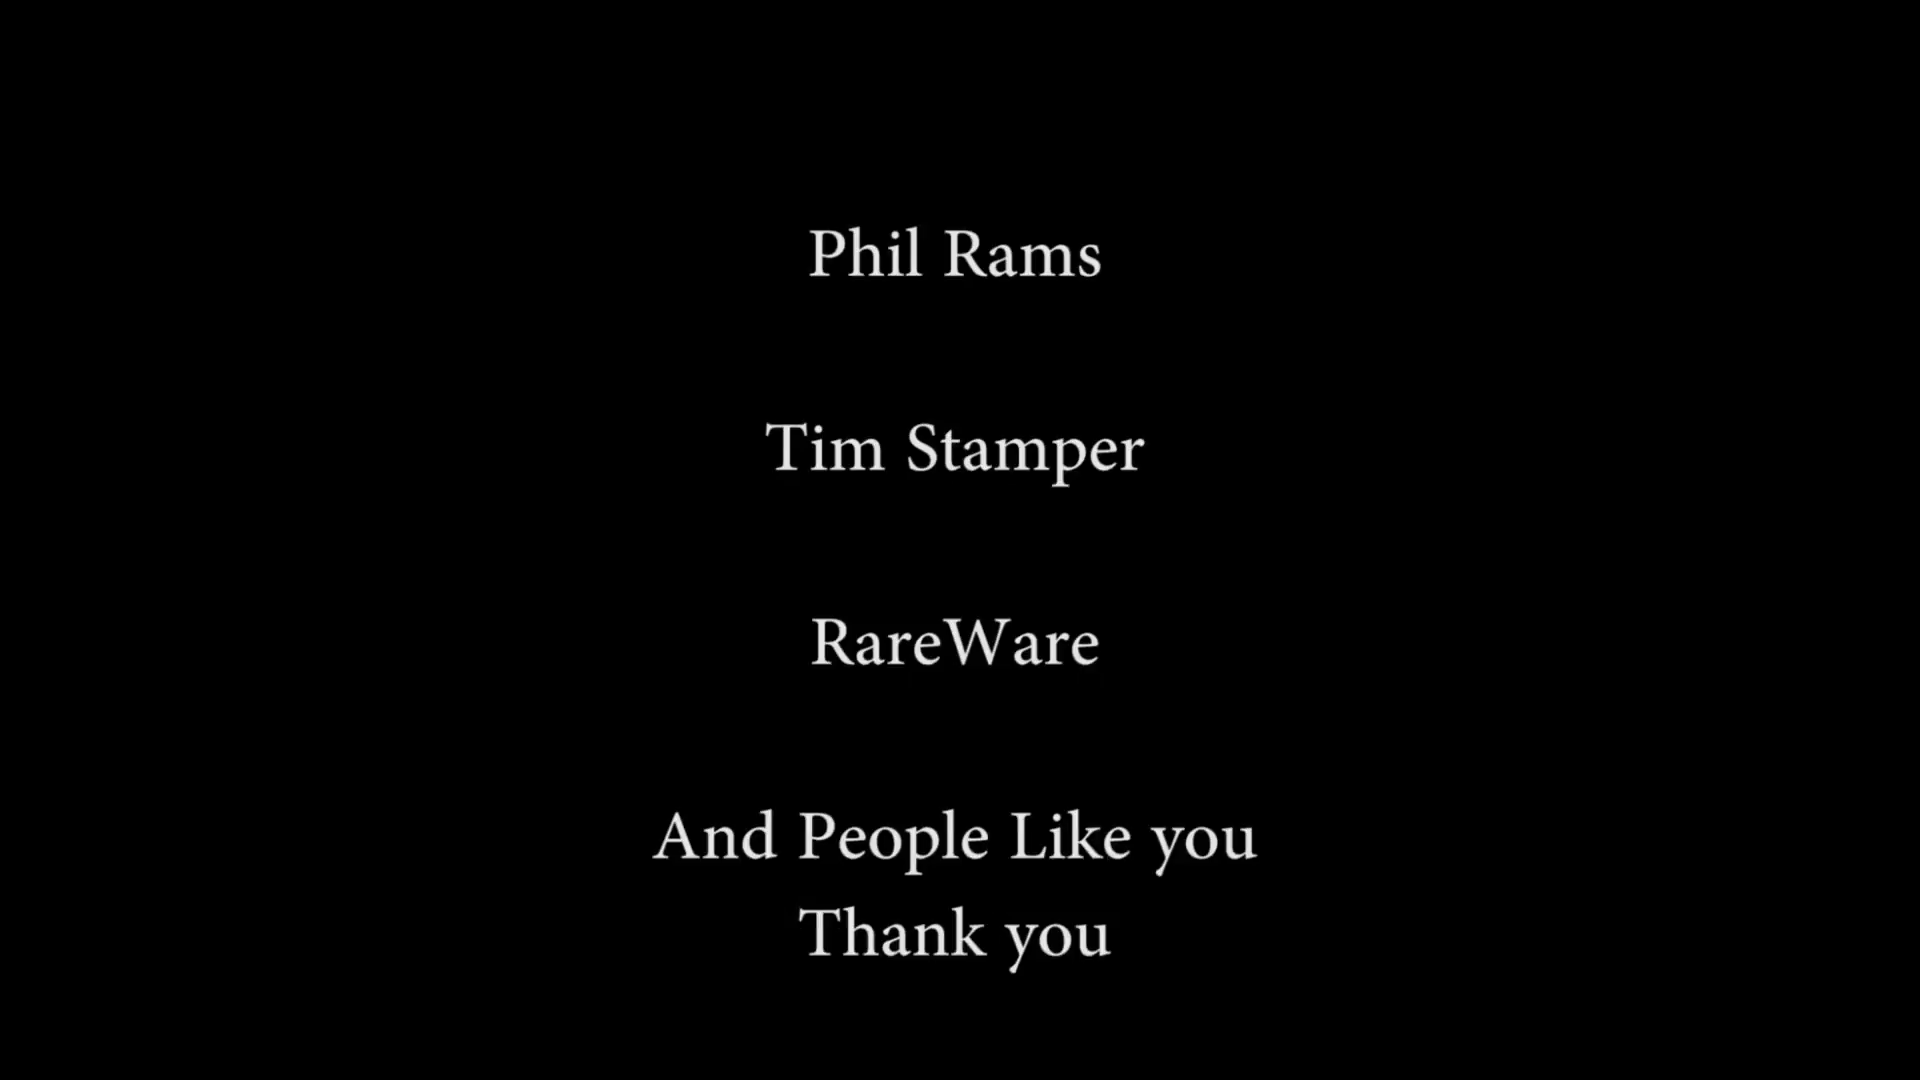 Phil Rams
Tim Stamper
RareWare
And People Like you
Thank you